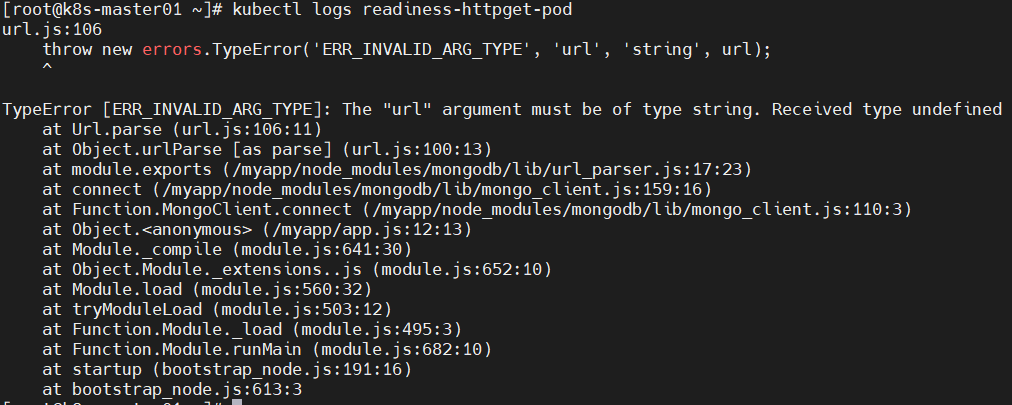 [root@k8s-master01 ~]# kubectl logs readiness-httpget-pod
url.js:106
    throw new errors.TypeError('ERR_INVALID_ARG_TYPE', 'url', 'string', url);
    ^

TypeError [ERR_INVALID_ARG_TYPE]: The "url" argument must be of type string. Received type undefined
    at Url.parse (url.js:106:11)
    at Object.urlParse [as parse] (url.js:100:13)
    at module.exports (/myapp/node_modules/mongodb/lib/url_parser.js:17:23)
    at connect (/myapp/node_modules/mongodb/lib/mongo_client.js:159:16)
    at Function.MongoClient.connect (/myapp/node_modules/mongodb/lib/mongo_client.js:110:3)
    at Object.<anonymous> (/myapp/app.js:12:13)
    at Module._compile (module.js:641:30)
    at Object.Module._extensions..js (module.js:652:10)
    at Module.load (module.js:560:32)
    at tryModuleLoad (module.js:503:12)
    at Function.Module._load (module.js:495:3)
    at Function.Module.runMain (module.js:682:10)
    at startup (bootstrap_node.js:191:16)
    at bootstrap_node.js:613:3